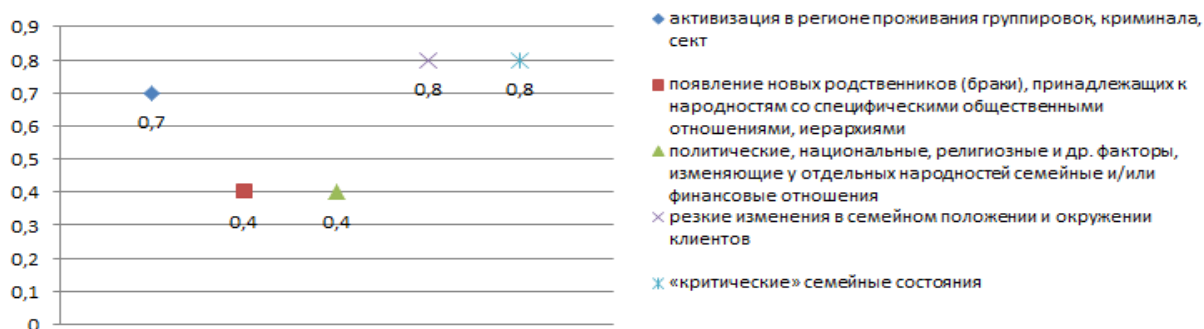 0,9
0,8
0,7
0,6
0,5
0,4
0,3
0,2
0,1
0
0,7
0,4
0,4
0,8
0,8
активизация в регионе проживания группировок, криминала,
сект
появление новых родственников (браки), принадлежащих к
народностям со специфическими общественными
отношениями, иерархиями
политические, национальные, религиозные и др. факторы,
изменяющие у отдельных народностей семейные и/или
финансовые отношения
резкие изменения в семейном положении и окружении
клиентов
«критические» семейные состояния